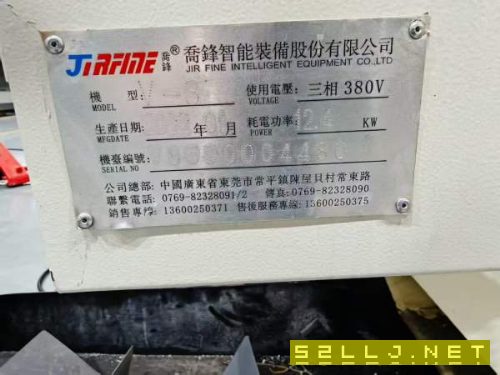 JIRFINE ® 喬鋒 喬鋒智能裝備股份有限公司
JIR FINE INTELLIGENT EQUIPMENT CO.,LTD
機 型: 使用電壓: 三相 380V
MODEL VOLTAGE
生產日期: 年 月 耗電功率: KW
MFGDATE POWER
機臺編號:
SERIAL NO
公司總部: 中國廣東省東莞市常平鎮陳屋貝村常東路
聯繫電話: 0769-82328091/2 傳真: 0769-82328090
銷售專線: 13600250371 售後服務專線: 13600250375
52LLJ.NET